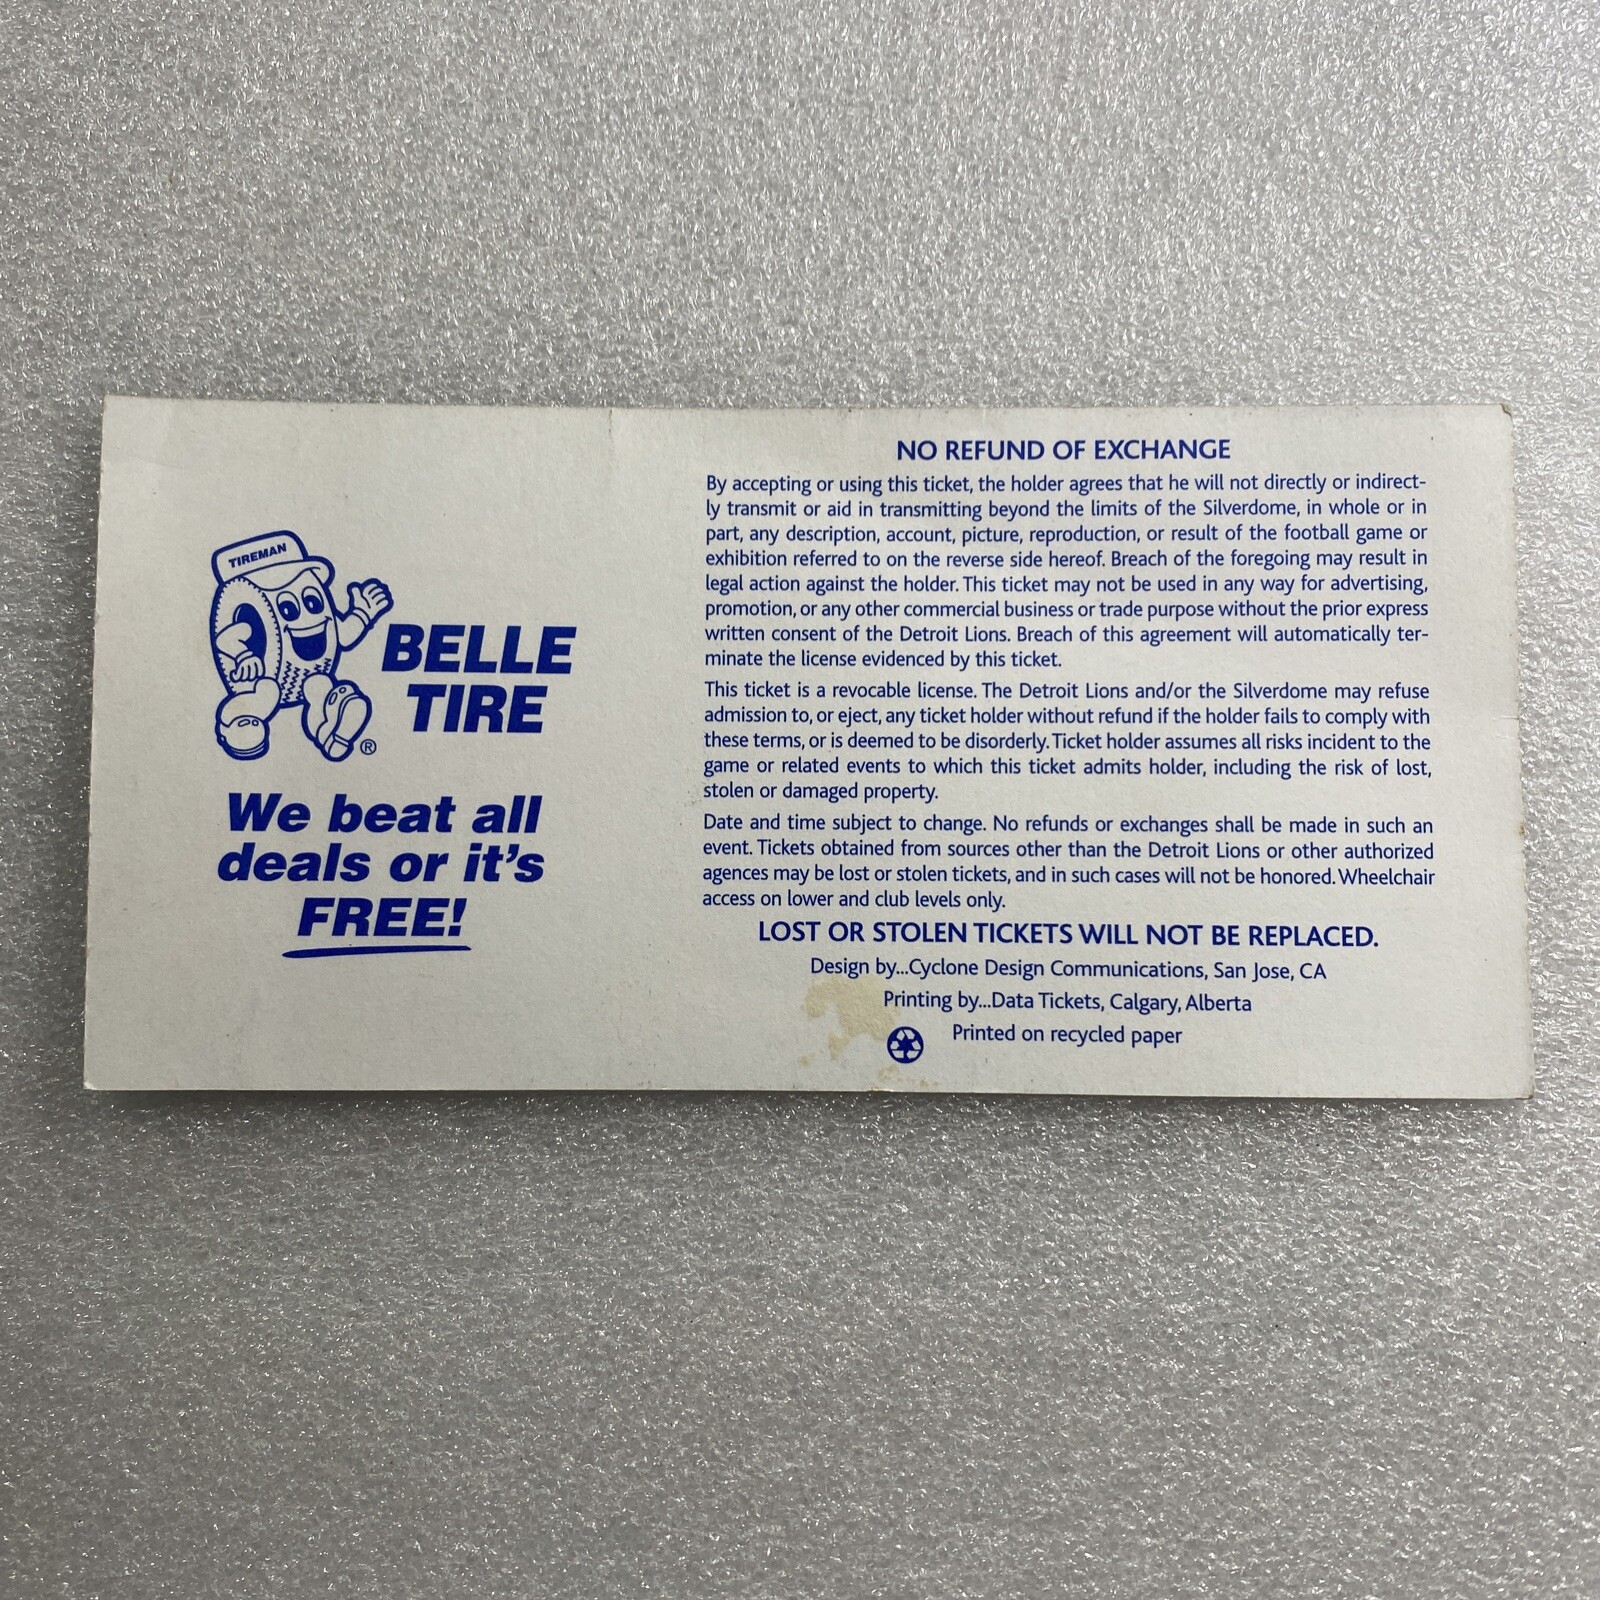 TIREMAN
BELLE
TIRE
®
We beat all
deals or it's
FREE!
NO REFUND OF EXCHANGE
By accepting or using this ticket, the holder agrees that he will not directly or indirect-
ly transmit or aid in transmitting beyond the limits of the Silverdome, in whole or in
part, any description, account, picture, reproduction, or result of the football game or
exhibition referred to on the reverse side hereof. Breach of the foregoing may result in
legal action against the holder. This ticket may not be used in any way for advertising,
promotion, or any other commercial business or trade purpose without the prior express
written consent of the Detroit Lions. Breach of this agreement will automatically ter-
minate the license evidenced by this ticket.
This ticket is a revocable license. The Detroit Lions and/or the Silverdome may refuse
admission to, or eject, any ticket holder without refund if the holder fails to comply with
these terms, or is deemed to be disorderly. Ticket holder assumes all risks incident to the
game or related events to which this ticket admits holder, including the risk of lost,
stolen or damaged property.
Date and time subject to change. No refunds or exchanges shall be made in such an
event. Tickets obtained from sources other than the Detroit Lions or other authorized
agences may be lost or stolen tickets, and in such cases will not be honored. Wheelchair
access on lower and club levels only.
LOST OR STOLEN TICKETS WILL NOT BE REPLACED.
Design by...Cyclone Design Communications, San Jose, CA
Printing by...Data Tickets, Calgary, Alberta
Printed on recycled paper